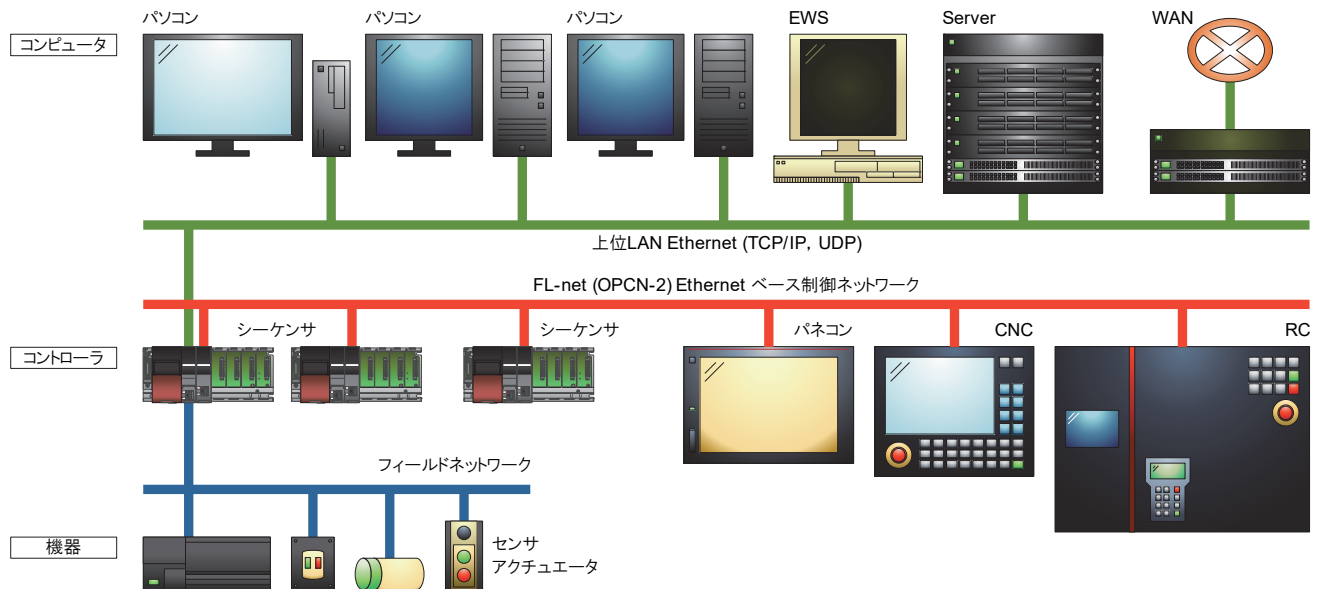 パソコン
パソコン
パソコン
EWS
Server
WAN
コンピュータ
上位LAN Ethernet (TCP/IP, UDP)
FL-net (OPCN-2) Ethernet ベース制御ネットワーク
シーケンサ
シーケンサ
パネコン
CNC
RC
コントローラ
フィールドネットワーク
機器
センサ
アクチュエータ